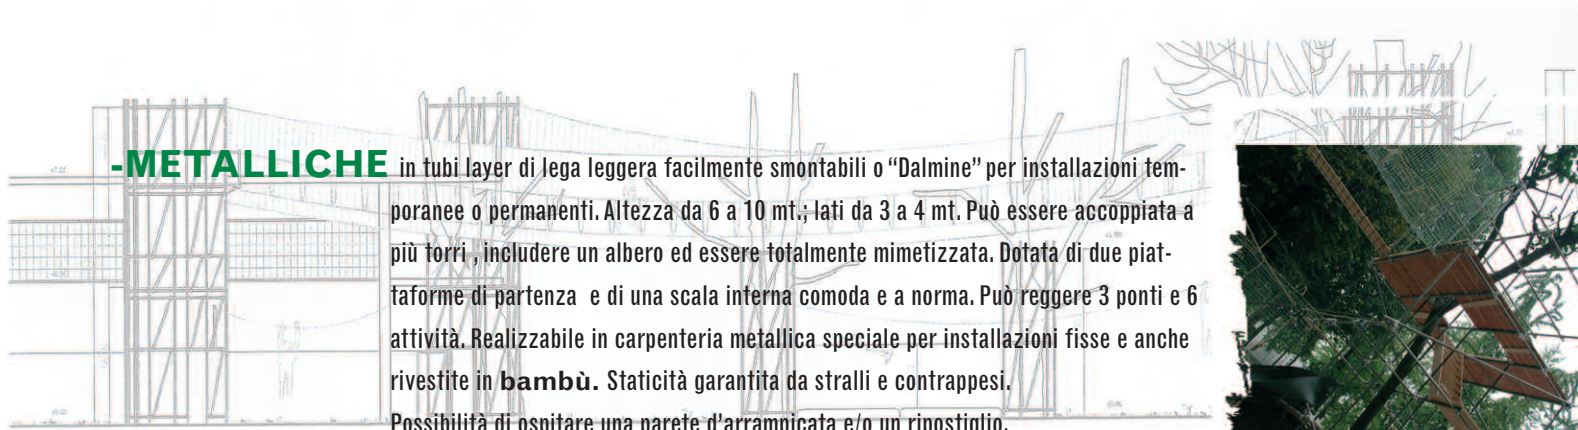 -METALLICHE in tubi layer di lega leggera facilmente smontabili o “Dalmine” per installazioni tem-
poranee o permanenti. Altezza da 6 a 10 mt.; lati da 3 a 4 mt. Può essere accoppiata a
più torri , includere un albero ed essere totalmente mimetizzata. Dotata di due piat-
taforme di partenza e di una scala interna comoda e a norma. Può reggere 3 ponti e 6
attività. Realizzabile in carpenteria metallica speciale per installazioni fisse e anche
rivestite in bambù. Staticità garantita da stralli e contrappesi.
Possibilità di ospitare una parete d’arrampicata e/o un ripostiglio.